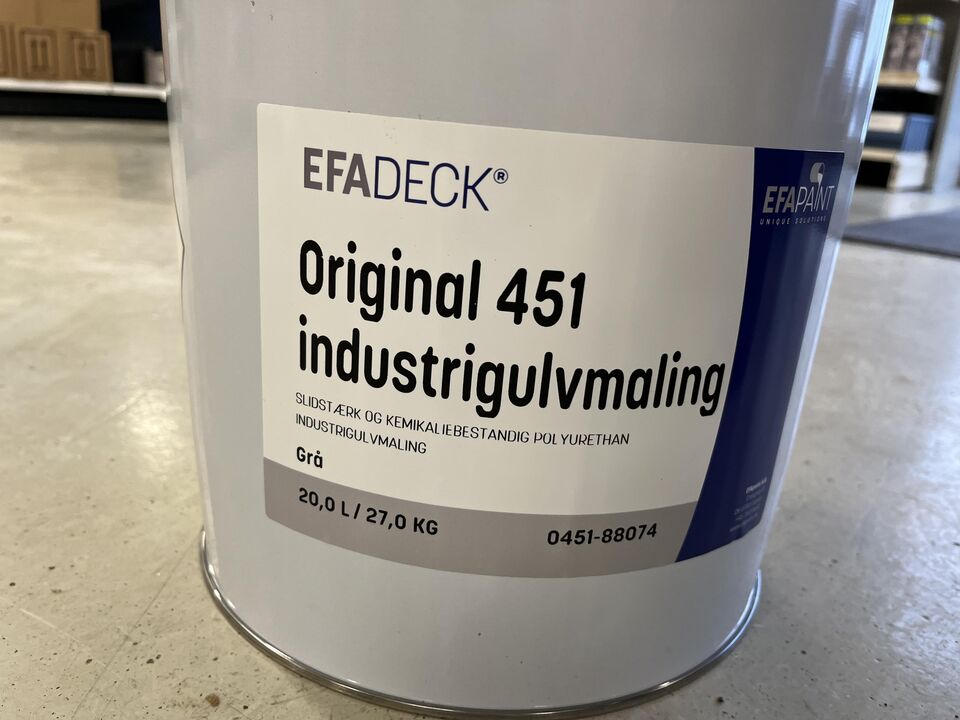 EFADECK®
EFAPAINT
UNIQUE SOLUTIONS
Original 451
industrigulvmaling
SLIDSTÆRK OG KEMIKALIEBESTANDIG POLYURETHAN
INDUSTRIGULVMALING
Grå
20,0 L / 27,0 KG
0451-88074